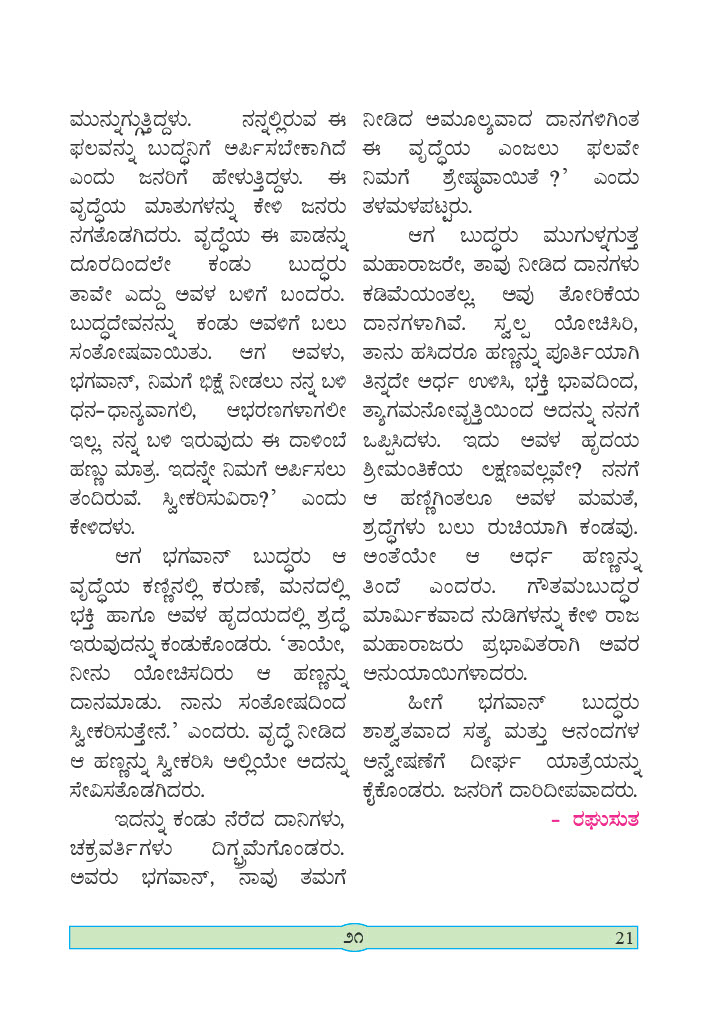 ಮುನ್ನುಗ್ಗುತ್ತಿದ್ದಳು. ನನ್ನಲ್ಲಿರುವ ಈ
ಫಲವನ್ನು ಬುದ್ಧನಿಗೆ ಅರ್ಪಿಸಬೇಕಾಗಿದೆ
ಎಂದು ಜನರಿಗೆ ಹೇಳುತ್ತಿದ್ದಳು. ಈ
ವೃದ್ಧೆಯ ಮಾತುಗಳನ್ನು ಕೇಳಿ ಜನರು
ನಗತೊಡಗಿದರು. ವೃದ್ಧೆಯ ಈ ಪಾಡನ್ನು
ದೂರದಿಂದಲೇ ಕಂಡು ಬುದ್ಧರು
ತಾವೇ ಎದ್ದು ಅವಳ ಬಳಿಗೆ ಬಂದರು.
ಬುದ್ಧದೇವನನ್ನು ಕಂಡು ಅವಳಿಗೆ ಬಲು
ಸಂತೋಷವಾಯಿತು. ಆಗ ಅವಳು,
ಭಗವಾನ್, ನಿಮಗೆ ಭಿಕ್ಷೆ ನೀಡಲು ನನ್ನ ಬಳಿ
ಧನ-ಧಾನ್ಯವಾಗಲಿ, ಆಭರಣಗಳಾಗಲೀ
ಇಲ್ಲ. ನನ್ನ ಬಳಿ ಇರುವುದು ಈ ದಾಳಿಂಬೆ
ಹಣ್ಣು ಮಾತ್ರ. ಇದನ್ನೇ ನಿಮಗೆ ಅರ್ಪಿಸಲು
ತಂದಿರುವೆ. ಸ್ವೀಕರಿಸುವಿರಾ?’ ಎಂದು
ಕೇಳಿದಳು.
ಆಗ ಭಗವಾನ್ ಬುದ್ಧರು ಆ
ವೃದ್ಧೆಯ ಕಣ್ಣಿನಲ್ಲಿ ಕರುಣೆ, ಮನದಲ್ಲಿ
ಭಕ್ತಿ ಹಾಗೂ ಅವಳ ಹೃದಯದಲ್ಲಿ ಶ್ರದ್ಧೆ
ಇರುವುದನ್ನು ಕಂಡುಕೊಂಡರು. ‘ತಾಯೇ,
ನೀನು ಯೋಚಿಸದಿರು ಆ ಹಣ್ಣನ್ನು
ದಾನಮಾಡು. ನಾನು ಸಂತೋಷದಿಂದ
ಸ್ವೀಕರಿಸುತ್ತೇನೆ.’ ಎಂದರು. ವೃದ್ಧೆ ನೀಡಿದ
ಆ ಹಣ್ಣನ್ನು ಸ್ವೀಕರಿಸಿ ಅಲ್ಲಿಯೇ ಅದನ್ನು
ಸೇವಿಸತೊಡಗಿದರು.
ಇದನ್ನು ಕಂಡು ನೆರೆದ ದಾನಿಗಳು,
ಚಕ್ರವರ್ತಿಗಳು ದಿಗ್ಭ್ರಮೆಗೊಂಡರು.
ಅವರು ಭಗವಾನ್, ನಾವು ತಮಗೆ
ನೀಡಿದ ಅಮೂಲ್ಯವಾದ ದಾನಗಳಿಗಿಂತ
ಈ ವೃದ್ಧೆಯ ಎಂಜಲು ಫಲವೇ
ನಿಮಗೆ ಶ್ರೇಷ್ಠವಾಯಿತೆ ?’ ಎಂದು
ತಳಮಳಪಟ್ಟರು.
ಆಗ ಬುದ್ಧರು ಮುಗುಳ್ನಗುತ್ತ
ಮಹಾರಾಜರೇ, ತಾವು ನೀಡಿದ ದಾನಗಳು
ಕಡಿಮೆಯಂತಲ್ಲ. ಅವು ತೋರಿಕೆಯ
ದಾನಗಳಾಗಿವೆ. ಸ್ವಲ್ಪ ಯೋಚಿಸಿರಿ,
ತಾನು ಹಸಿದರೂ ಹಣ್ಣನ್ನು ಪೂರ್ತಿಯಾಗಿ
ತಿನ್ನದೇ ಅರ್ಧ ಉಳಿಸಿ, ಭಕ್ತಿ ಭಾವದಿಂದ,
ತ್ಯಾಗಮನೋವೃತ್ತಿಯಿಂದ ಅದನ್ನು ನನಗೆ
ಒಪ್ಪಿಸಿದಳು. ಇದು ಅವಳ ಹೃದಯ
ಶ್ರೀಮಂತಿಕೆಯ ಲಕ್ಷಣವಲ್ಲವೇ? ನನಗೆ
ಆ ಹಣ್ಣಿಗಿಂತಲೂ ಅವಳ ಮಮತೆ,
ಶ್ರದ್ಧೆಗಳು ಬಲು ರುಚಿಯಾಗಿ ಕಂಡವು.
ಅಂತೆಯೇ ಆ ಅರ್ಧ ಹಣ್ಣನ್ನು
ತಿಂದೆ ಎಂದರು. ಗೌತಮಬುದ್ಧರ
ಮಾರ್ಮಿಕವಾದ ನುಡಿಗಳನ್ನು ಕೇಳಿ ರಾಜ
ಮಹಾರಾಜರು ಪ್ರಭಾವಿತರಾಗಿ ಅವರ
ಅನುಯಾಯಿಗಳಾದರು.
ಹೀಗೆ ಭಗವಾನ್ ಬುದ್ಧರು
ಶಾಶ್ವತವಾದ ಸತ್ಯ ಮತ್ತು ಆನಂದಗಳ
ಅನ್ವೇಷಣೆಗೆ ದೀರ್ಘ ಯಾತ್ರೆಯನ್ನು
ಕೈಕೊಂಡರು. ಜನರಿಗೆ ದಾರಿದೀಪವಾದರು.
- ರಘುಸುತ
೨೧ 21